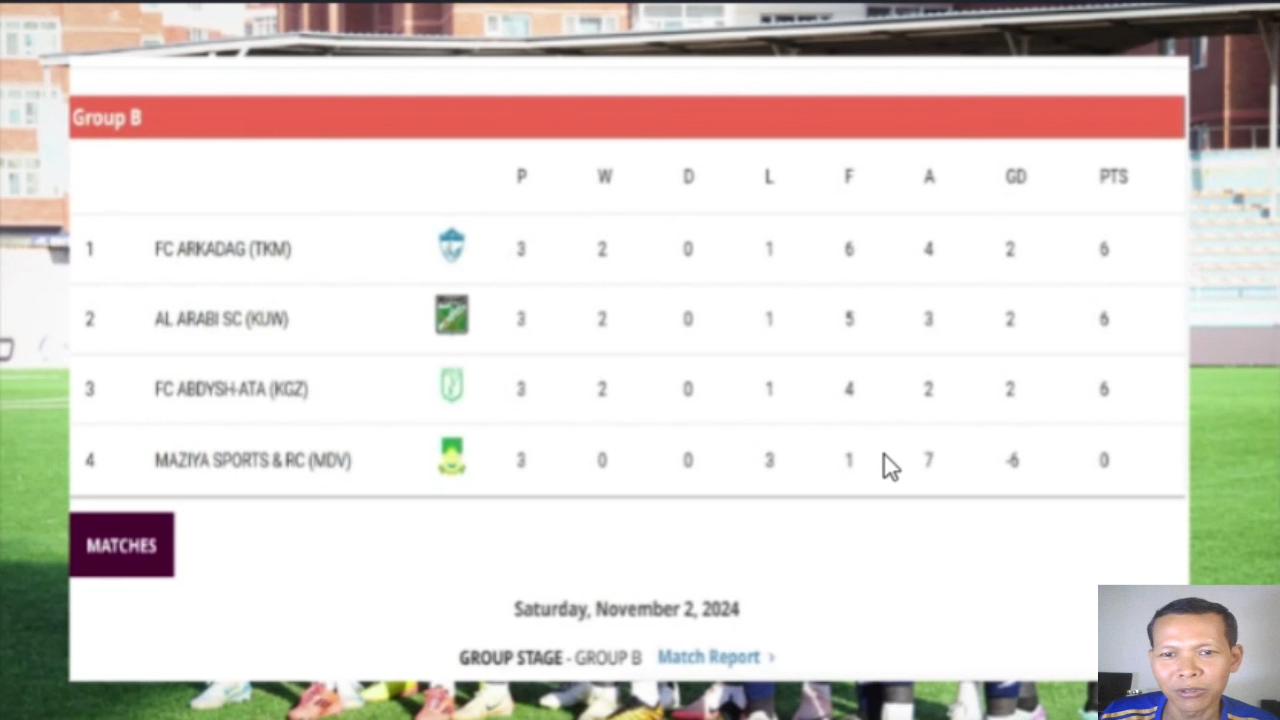 Group B
P W D L F A GD PTS
1 FC ARKADAG (TKM) 3 2 0 1 6 4 2 6
2 AL ARABI SC (KUW) 3 2 0 1 5 3 2 6
3 FC ABDYSH-ATA (KGZ) 3 2 0 1 4 2 2 6
4 MAZIYA SPORTS & RC (MDV) 3 0 0 3 1 7 -6 0
MATCHES
Saturday, November 2, 2024
GROUP STAGE - GROUP B Match Report ›